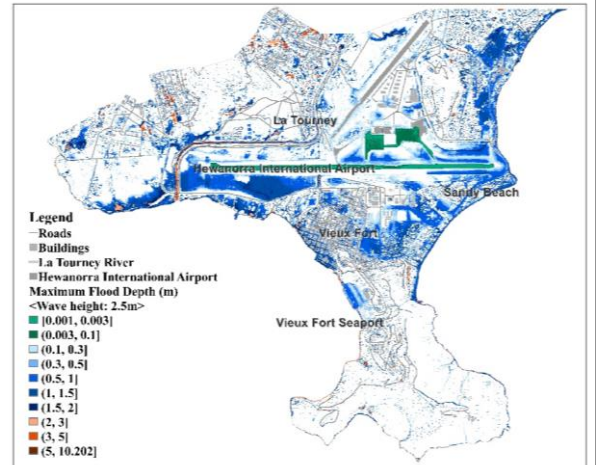 La Tourney
Hewanorra International Airport
Sandy Beach
Vieux Fort
Vieux Fort Seaport
Legend
Roads
Buildings
La Tourney River
Hewanorra International Airport
Maximum Flood Depth (m)
<Wave height: 2.5m>
[0.001, 0.003]
(0.003, 0.1]
(0.1, 0.3]
(0.3, 0.5]
(0.5, 1]
(1, 1.5]
(1.5, 2]
(2, 3]
(3, 5]
(5, 10.202]